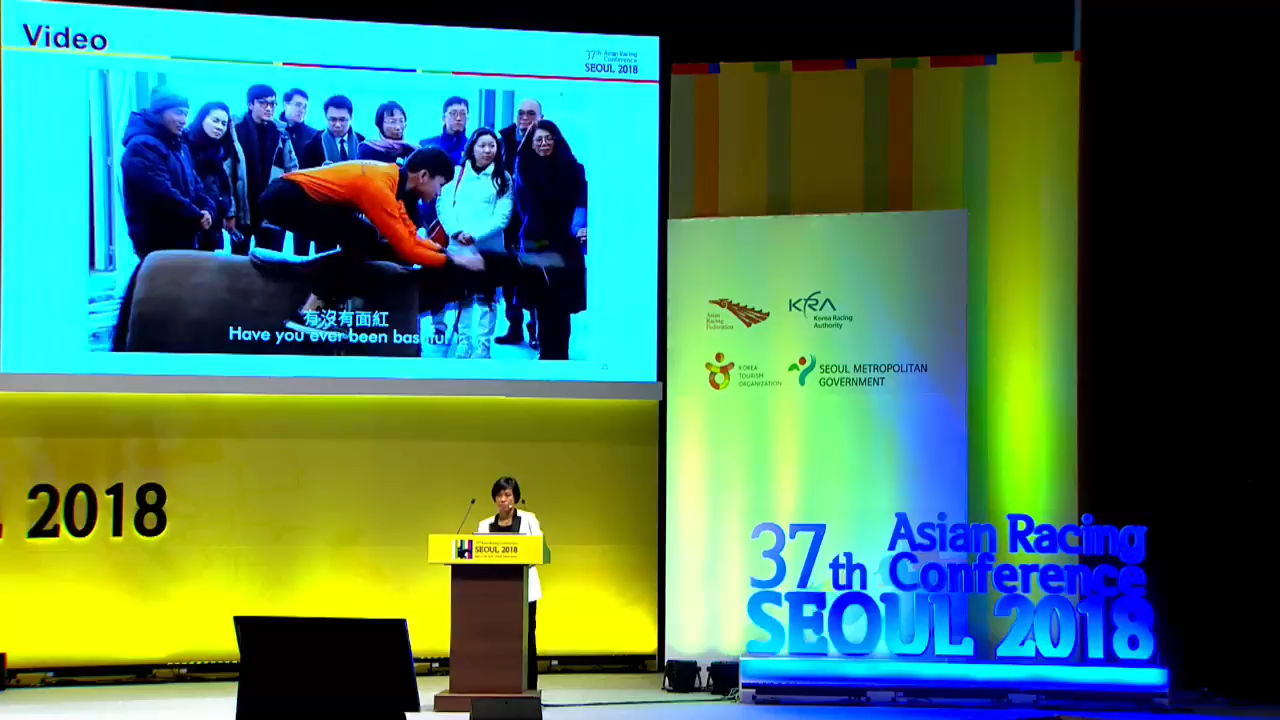 Video
37th Asian Racing
Conference
SEOUL 2018
有沒有面紅
Have you ever been bashful
2018
SEOUL 2018
Asian
Racing
Federation
KRA
Korea Racing
Authority
KOREA
TOURISM
ORGANIZATION
SEOUL METROPOLITAN
GOVERNMENT
37th Asian Racing
Conference
SEOUL 2018